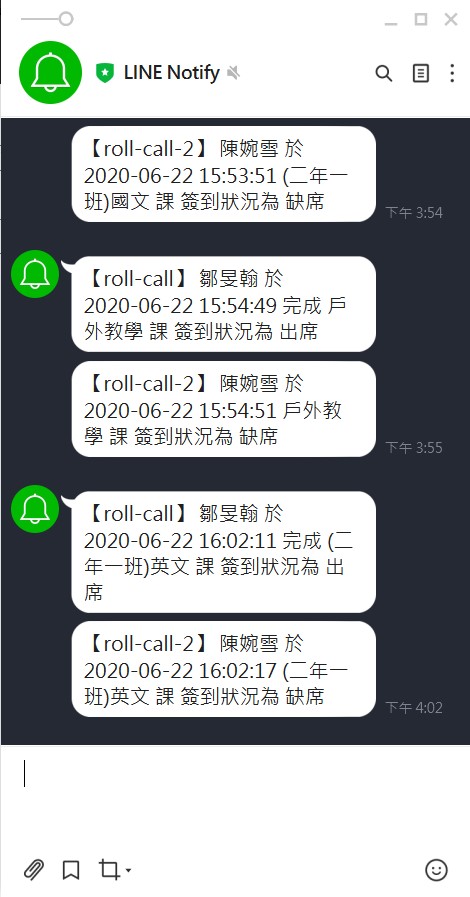 LINE Notify
【roll-call-2】 陳婉雪 於
2020-06-22 15:53:51 (二年一
班)國文 課 簽到狀況為 缺席
下午 3:54
【roll-call】 鄒旻翰 於
2020-06-22 15:54:49 完成 戶
外教學 課 簽到狀況為 出席
【roll-call-2】 陳婉雪 於
2020-06-22 15:54:51 戶外教
學 課 簽到狀況為 缺席
下午 3:55
【roll-call】 鄒旻翰 於
2020-06-22 16:02:11 完成 (二
年一班)英文 課 簽到狀況為 出
席
【roll-call-2】 陳婉雪 於
2020-06-22 16:02:17 (二年一
班)英文 課 簽到狀況為 缺席
下午 4:02